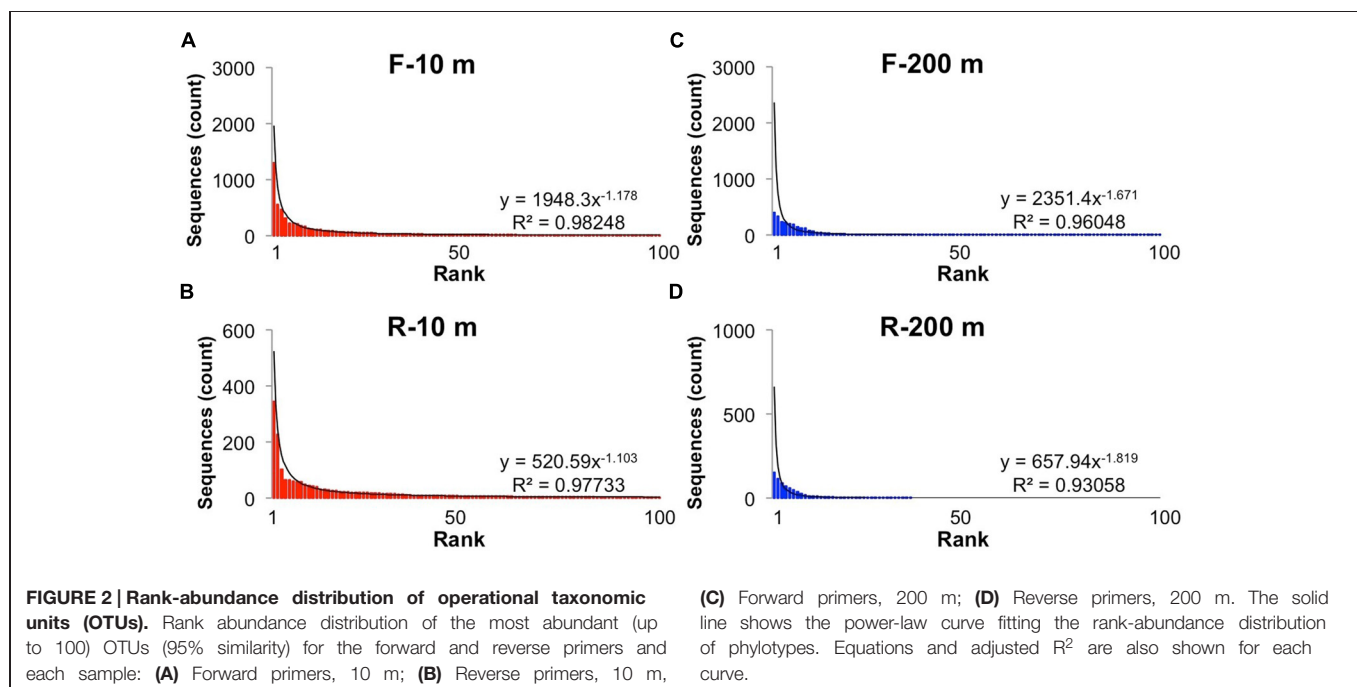 A
F-10 m
Sequences (count)
3000
2000
1000
0
y = 1948.3x^-1.178
R² = 0.98248
1 50 100
Rank
B
R-10 m
Sequences (count)
600
400
200
0
y = 520.59x^-1.103
R² = 0.97733
1 50 100
Rank
C
F-200 m
Sequences (count)
3000
2000
1000
0
y = 2351.4x^-1.671
R² = 0.96048
1 50 100
Rank
D
R-200 m
Sequences (count)
1000
500
0
y = 657.94x^-1.819
R² = 0.93058
1 50 100
Rank
FIGURE 2 | Rank-abundance distribution of operational taxonomic
units (OTUs). Rank abundance distribution of the most abundant (up
to 100) OTUs (95% similarity) for the forward and reverse primers and
each sample: (A) Forward primers, 10 m; (B) Reverse primers, 10 m,
(C) Forward primers, 200 m; (D) Reverse primers, 200 m. The solid
line shows the power-law curve fitting the rank-abundance distribution
of phylotypes. Equations and adjusted R² are also shown for each
curve.